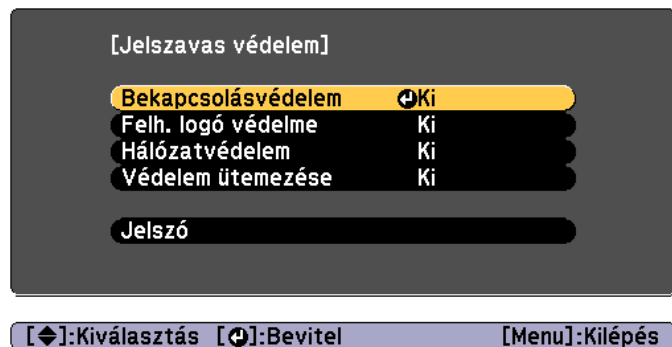 [Jelszavas védelem]
Bekapcsolásvédelem Ki
Felh. logó védelme Ki
Hálózatvédelem Ki
Védelem ütemezése Ki
Jelszó
[◆]:Kiválasztás [⏎]:Bevitel [Menu]:Kilépés